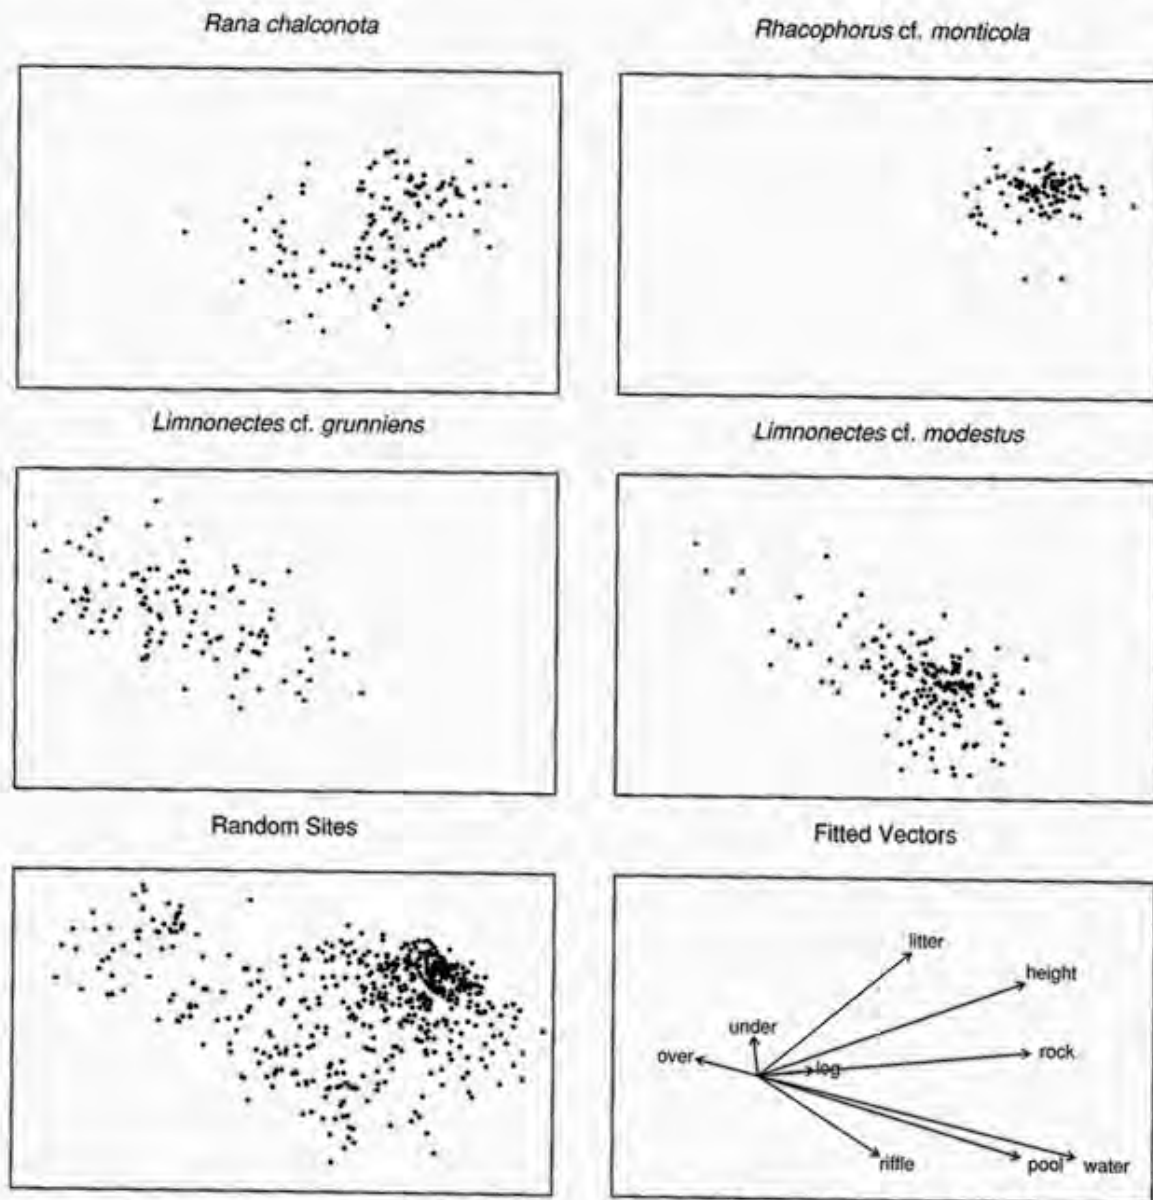 Rana chalconota
Rhacophorus cf. monticola
Limnonectes cf. grunniens
Limnonectes cf. modestus
Random Sites
Fitted Vectors
litter
height
under
over
rock
log
riffle
pool
water